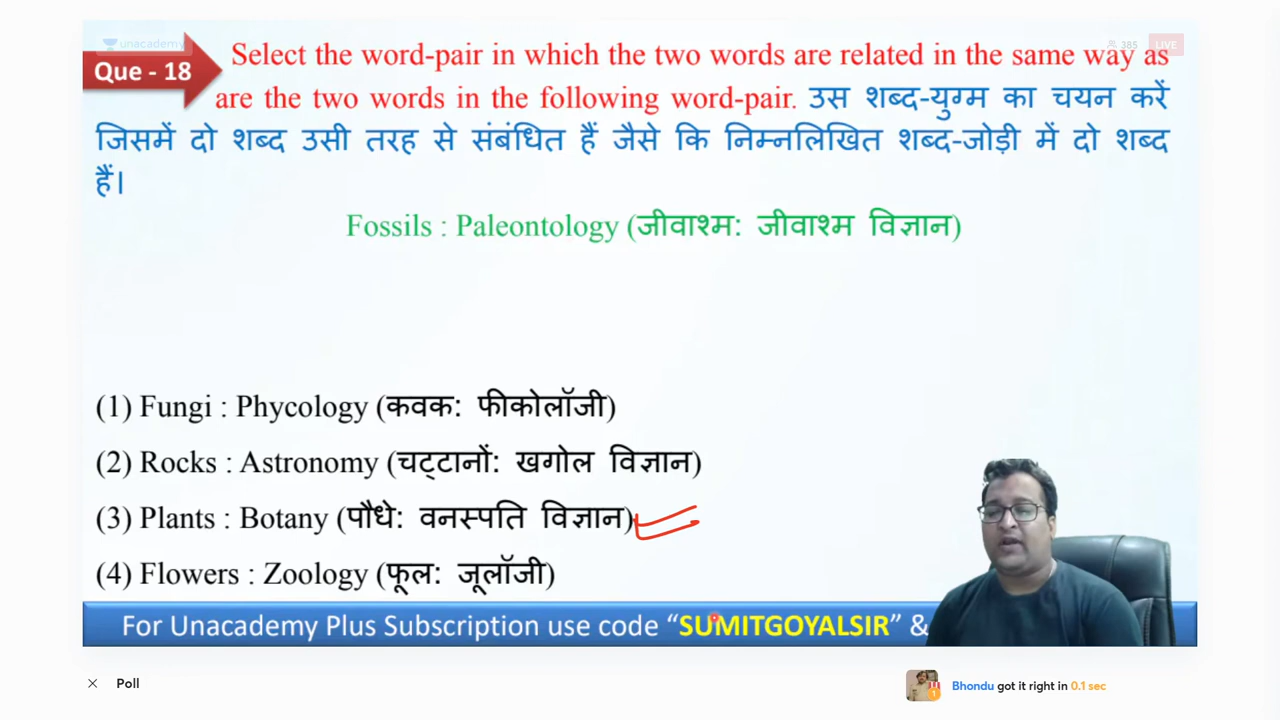 unacademy
385
LIVE
Que - 18
Select the word-pair in which the two words are related in the same way as
are the two words in the following word-pair. उस शब्द-युग्म का चयन करें
जिसमें दो शब्द उसी तरह से संबंधित हैं जैसे कि निम्नलिखित शब्द-जोड़ी में दो शब्द
हैं।
Fossils : Paleontology (जीवाश्म: जीवाश्म विज्ञान)
(1) Fungi : Phycology (कवक: फीकोलॉजी)
(2) Rocks : Astronomy (चट्टानों: खगोल विज्ञान)
(3) Plants : Botany (पौधे: वनस्पति विज्ञान)
(4) Flowers : Zoology (फूल: जूलॉजी)
For Unacademy Plus Subscription use code “SUMITGOYALSIR” &
Poll
Bhondu got it right in 0.1 sec